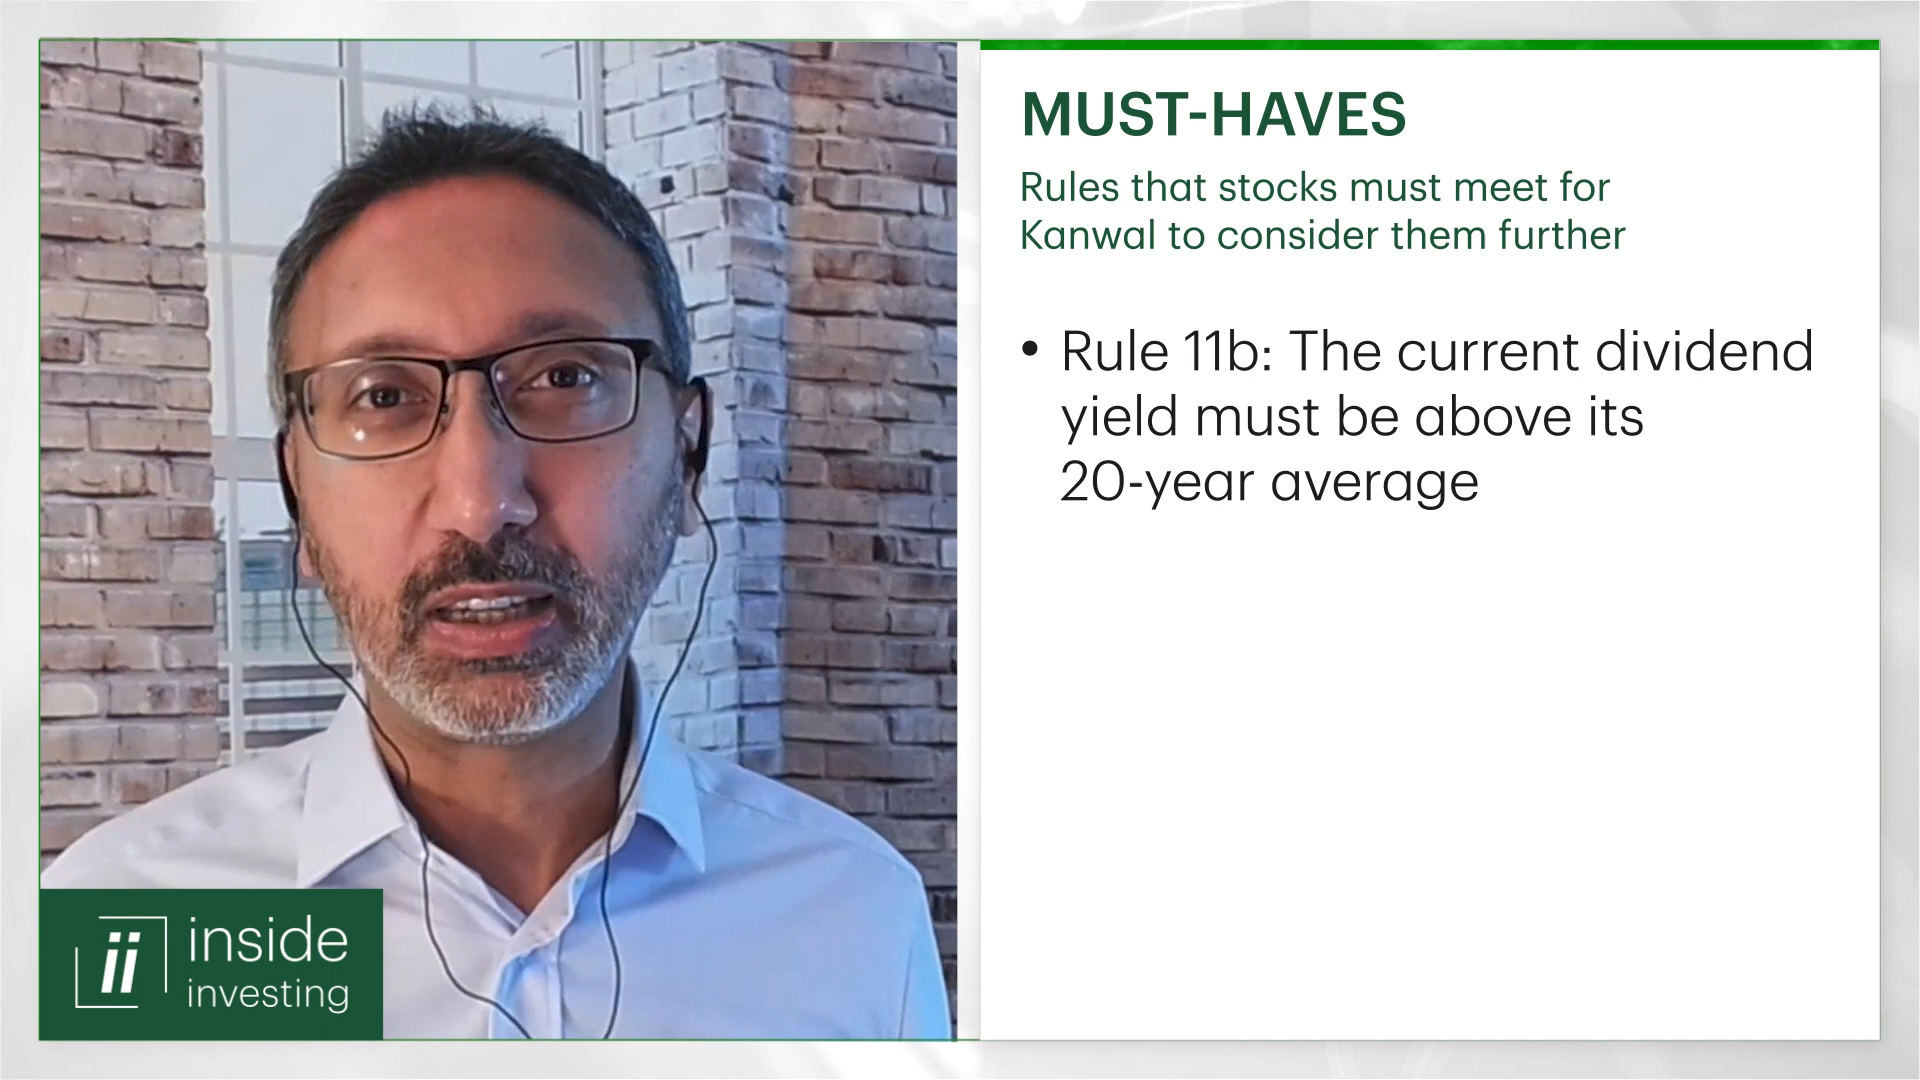 MUST-HAVES
Rules that stocks must meet for
Kanwal to consider them further
• Rule 11b: The current dividend
yield must be above its
20-year average
ii
inside
investing